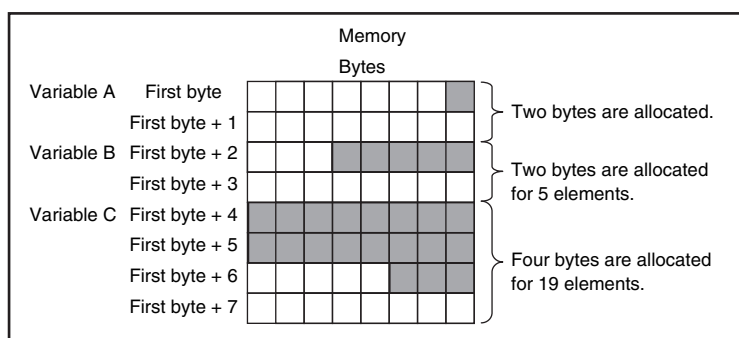 Memory
Bytes
Variable A First byte
First byte + 1
Two bytes are allocated.
Variable B First byte + 2
First byte + 3
Two bytes are allocated
for 5 elements.
Variable C First byte + 4
First byte + 5
First byte + 6
First byte + 7
Four bytes are allocated
for 19 elements.